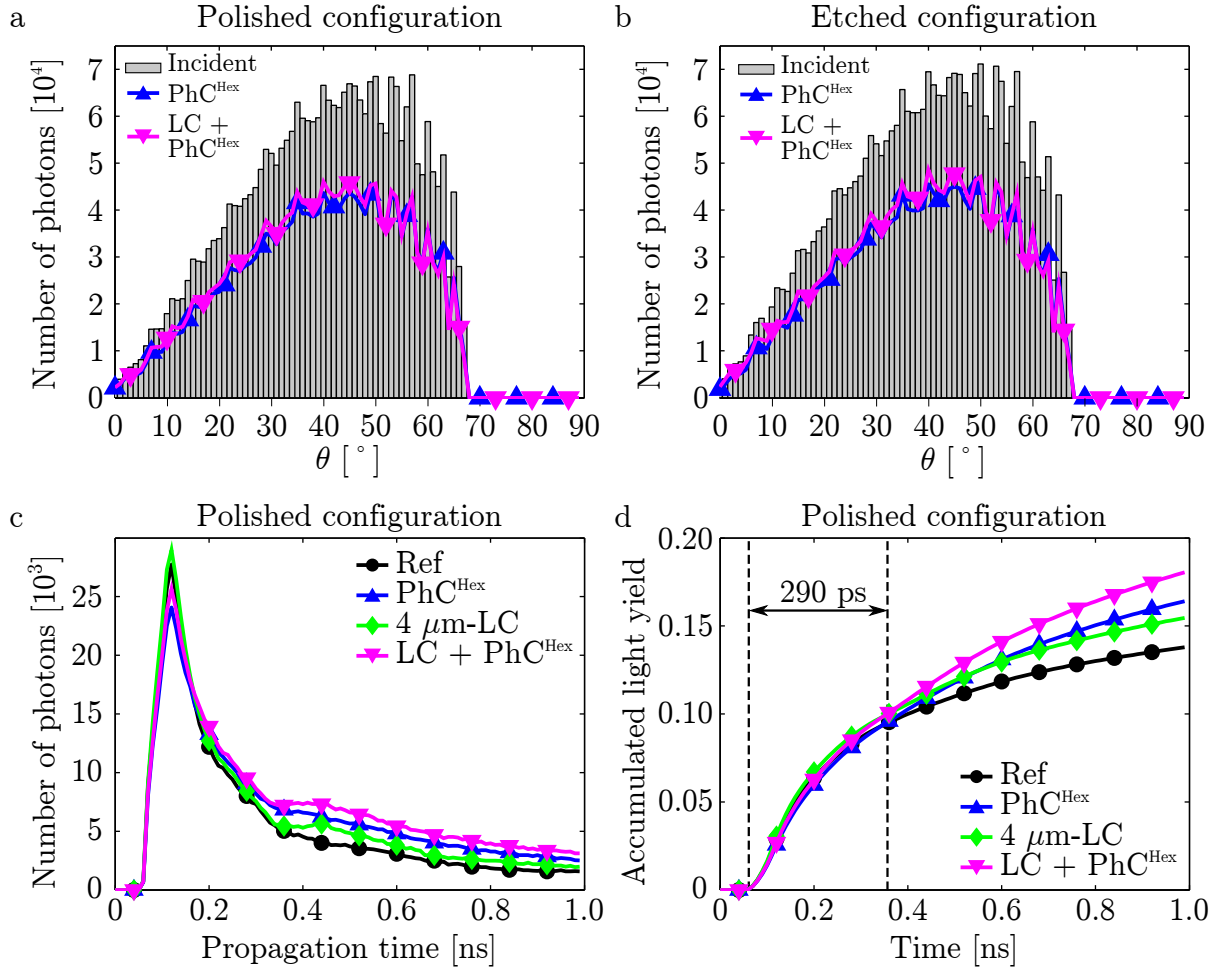 a
Polished configuration
Number of photons [10⁴]
7
6
5
4
3
2
1
0
Incident
PhC^Hex
LC +
PhC^Hex
0 10 20 30 40 50 60 70 80 90
θ [ ° ]
b
Etched configuration
Number of photons [10⁴]
7
6
5
4
3
2
1
0
Incident
PhC^Hex
LC +
PhC^Hex
0 10 20 30 40 50 60 70 80 90
θ [ ° ]
c
Polished configuration
Number of photons [10³]
25
20
15
10
5
0
Ref
PhC^Hex
4 μm-LC
LC + PhC^Hex
0 0.2 0.4 0.6 0.8 1.0
Propagation time [ns]
d
Polished configuration
Accumulated light yield
0.20
0.15
0.10
0.05
0
290 ps
Ref
PhC^Hex
4 μm-LC
LC + PhC^Hex
0 0.2 0.4 0.6 0.8 1.0
Time [ns]